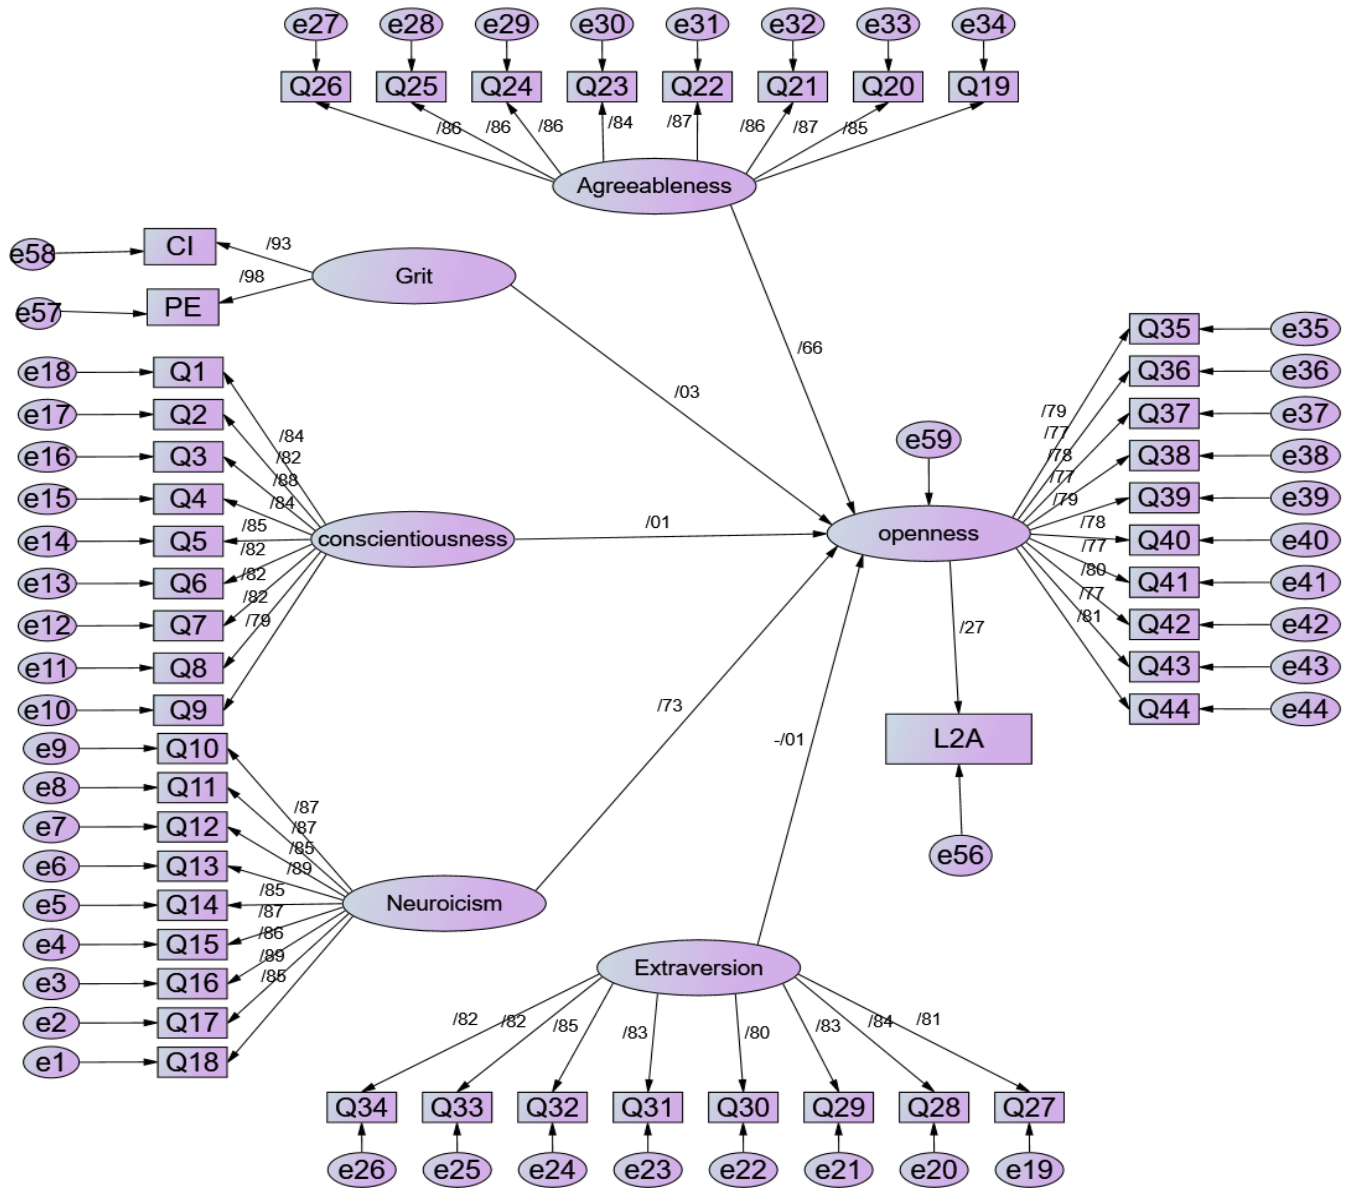 e27 e28 e29 e30 e31 e32 e33 e34
Q26 Q25 Q24 Q23 Q22 Q21 Q20 Q19
/86 /86 /86 /84 /87 /86 /87 /85
Agreeableness
e58 CI /93
Grit
e57 PE /98
/66
/03
e18 Q1
e17 Q2
e16 Q3
e15 Q4
e14 Q5
e13 Q6
e12 Q7
e11 Q8
e10 Q9
/84
/82
/88
/84
/85
/82
/82
/82
/79
conscientiousness
/01
e59
openness
/79
/77
/78
/77
/79
/78
/77
/80
/77
/81
Q35 e35
Q36 e36
Q37 e37
Q38 e38
Q39 e39
Q40 e40
Q41 e41
Q42 e42
Q43 e43
Q44 e44
/27
L2A
e56
e9 Q10
e8 Q11
e7 Q12
e6 Q13
e5 Q14
e4 Q15
e3 Q16
e2 Q17
e1 Q18
/87
/87
/85
/89
/85
/87
/86
/89
/85
Neuroicism
/73
-/01
Extraversion
/82 /82 /85 /83 /80 /83 /84 /81
Q34 Q33 Q32 Q31 Q30 Q29 Q28 Q27
e26 e25 e24 e23 e22 e21 e20 e19